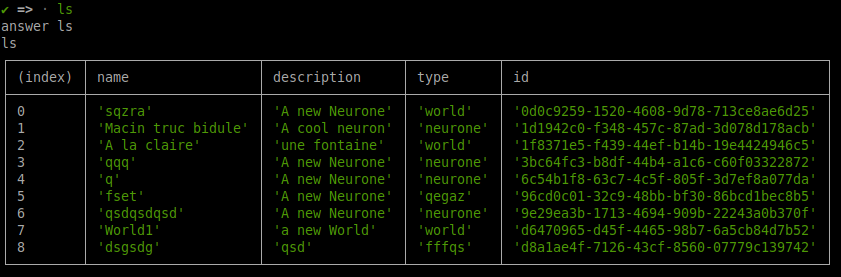 ✔ => · ls
answer ls
ls
(index) name description type id
0 'sqzra' 'A new Neurone' 'world' '0d0c9259-1520-4608-9d78-713ce8ae6d25'
1 'Macin truc bidule' 'A cool neuron' 'neurone' '1d1942c0-f348-457c-87ad-3d078d178acb'
2 'A la claire' 'une fontaine' 'world' '1f8371e5-f439-44ef-b14b-19e4424946c5'
3 'qqq' 'A new Neurone' 'neurone' '3bc64fc3-b8df-44b4-a1c6-c60f03322872'
4 'q' 'A new Neurone' 'neurone' '6c54b1f8-63c7-4c5f-805f-3d7ef8a077da'
5 'fset' 'A new Neurone' 'qegaz' '96cd0c01-32c9-48bb-bf30-86bcd1bec8b5'
6 'qsdqsdqsd' 'A new Neurone' 'neurone' '9e29ea3b-1713-4694-909b-22243a0b370f'
7 'World1' 'a new World' 'world' 'd6470965-d45f-4465-98b7-6a5cb84d7b52'
8 'dsgsdg' 'qsd' 'fffqs' 'd8a1ae4f-7126-43cf-8560-07779c139742'